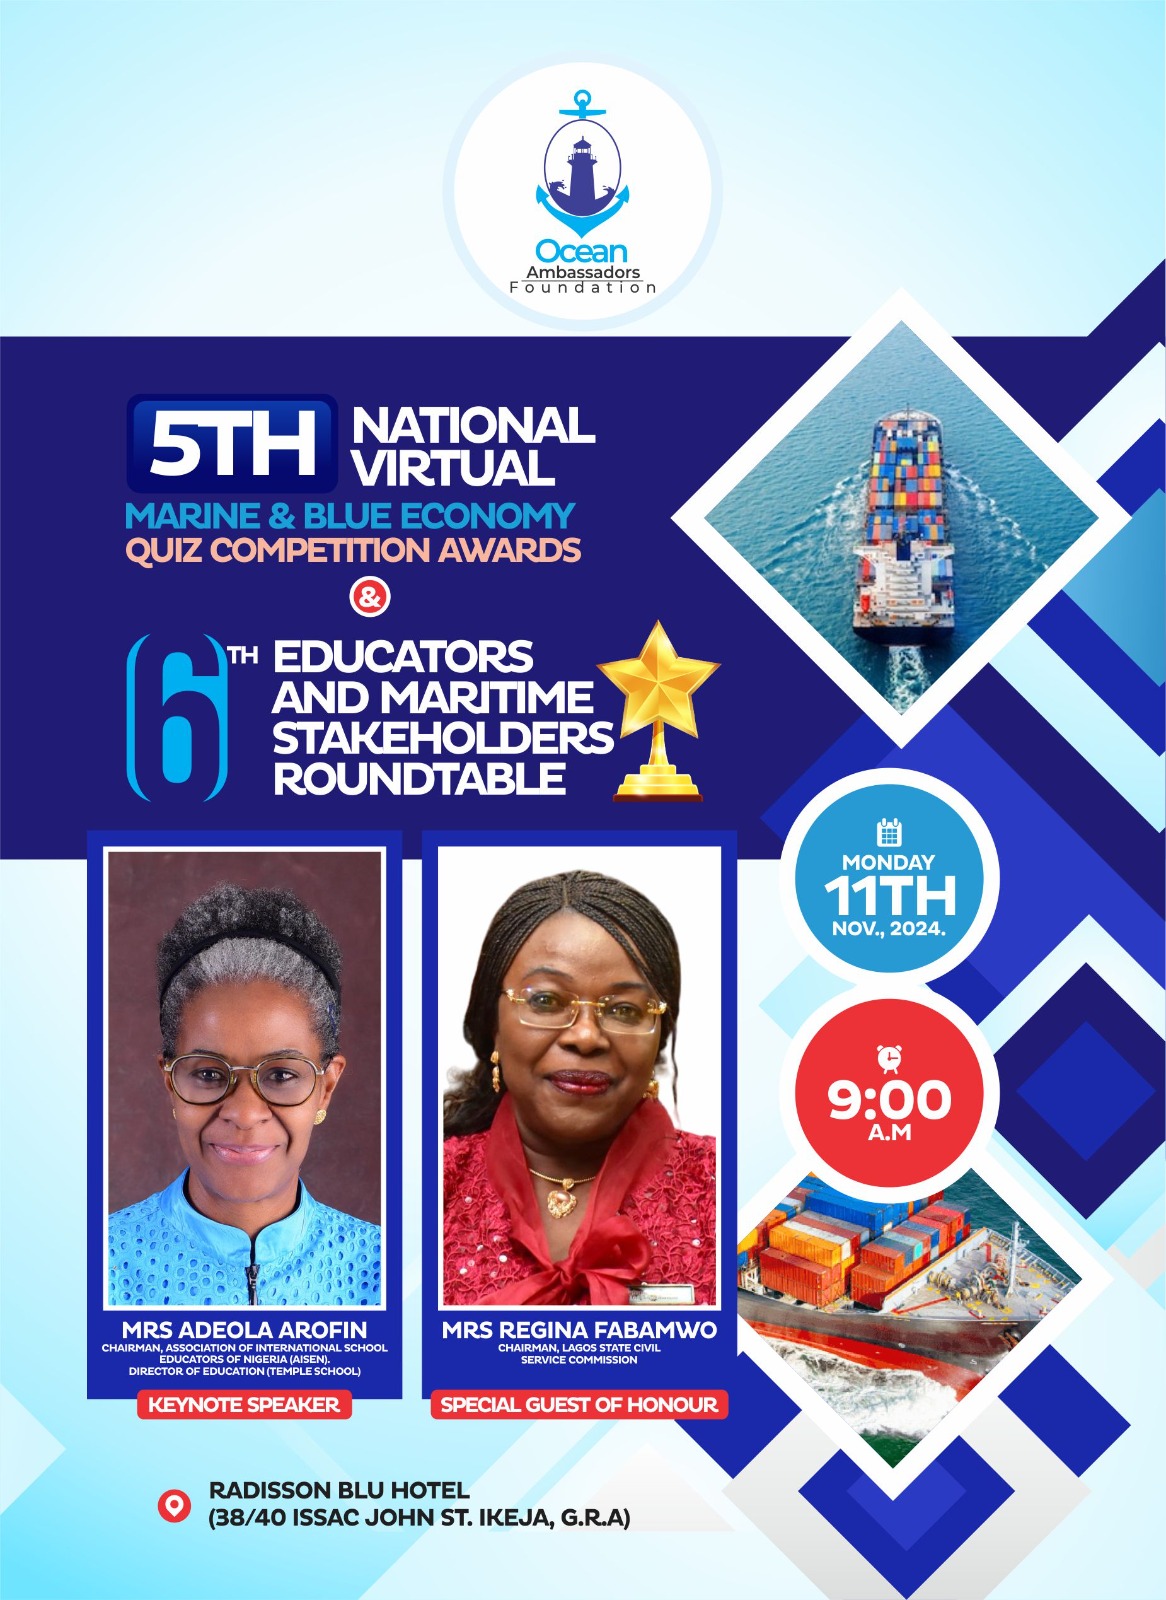 Ocean
Ambassadors
Foundation
5TH NATIONAL
VIRTUAL
MARINE & BLUE ECONOMY
QUIZ COMPETITION AWARDS
&
6TH EDUCATORS
AND MARITIME
STAKEHOLDERS
ROUNDTABLE
MONDAY
11TH
NOV., 2024.
9:00
A.M
MRS ADEOLA AROFIN
CHAIRMAN, ASSOCIATION OF INTERNATIONAL SCHOOL
EDUCATORS OF NIGERIA (AISEN).
DIRECTOR OF EDUCATION (TEMPLE SCHOOL)
KEYNOTE SPEAKER
MRS REGINA FABAMWO
CHAIRMAN, LAGOS STATE CIVIL
SERVICE COMMISSION
SPECIAL GUEST OF HONOUR
RADISSON BLU HOTEL
(38/40 ISSAC JOHN ST. IKEJA, G.R.A)